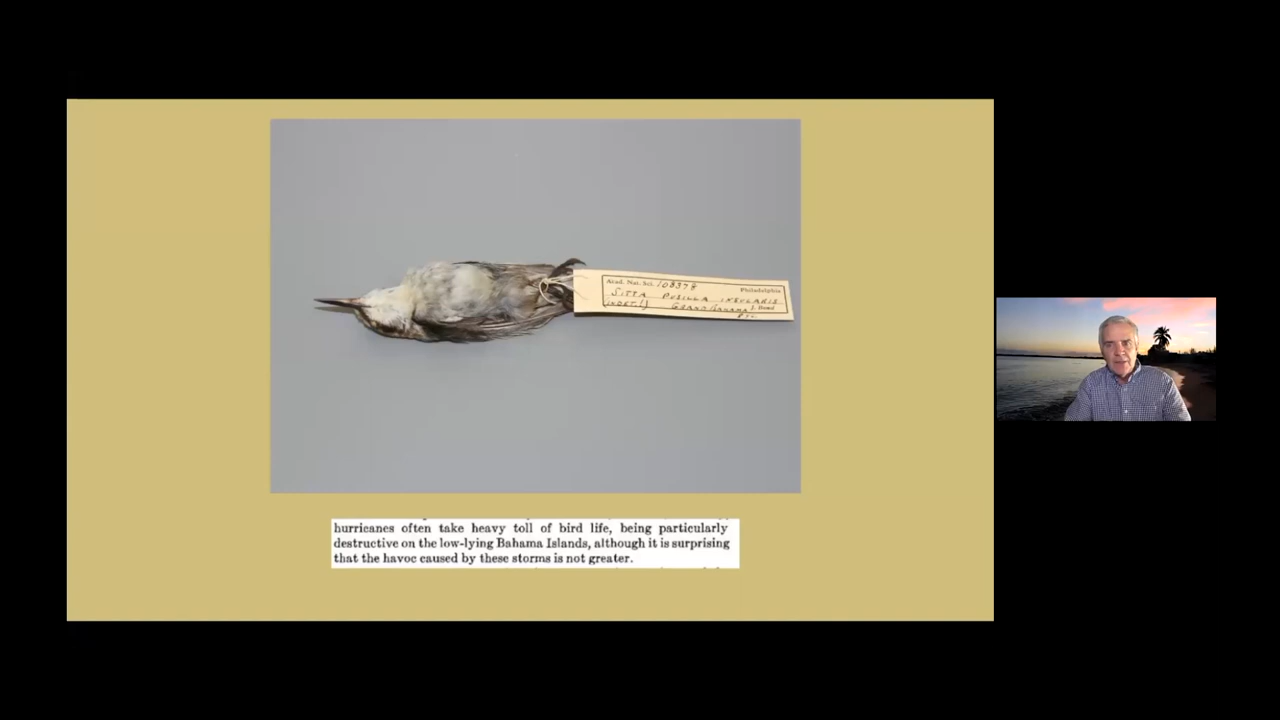 Acad. Nat. Sci. 108378 Philadelphia
SITTA PUSILLA INSULARIS
GRAND BAHAMA J. Bond
hurricanes often take heavy toll of bird life, being particularly
destructive on the low-lying Bahama Islands, although it is surprising
that the havoc caused by these storms is not greater.